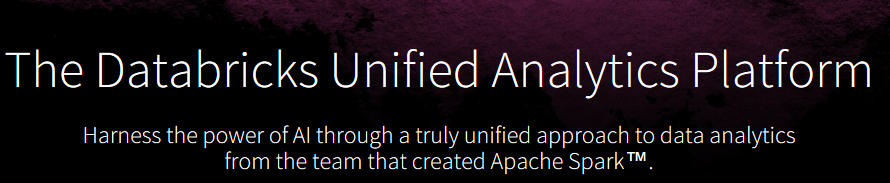 The Databricks Unified Analytics Platform
Harness the power of AI through a truly unified approach to data analytics
from the team that created Apache Spark™.